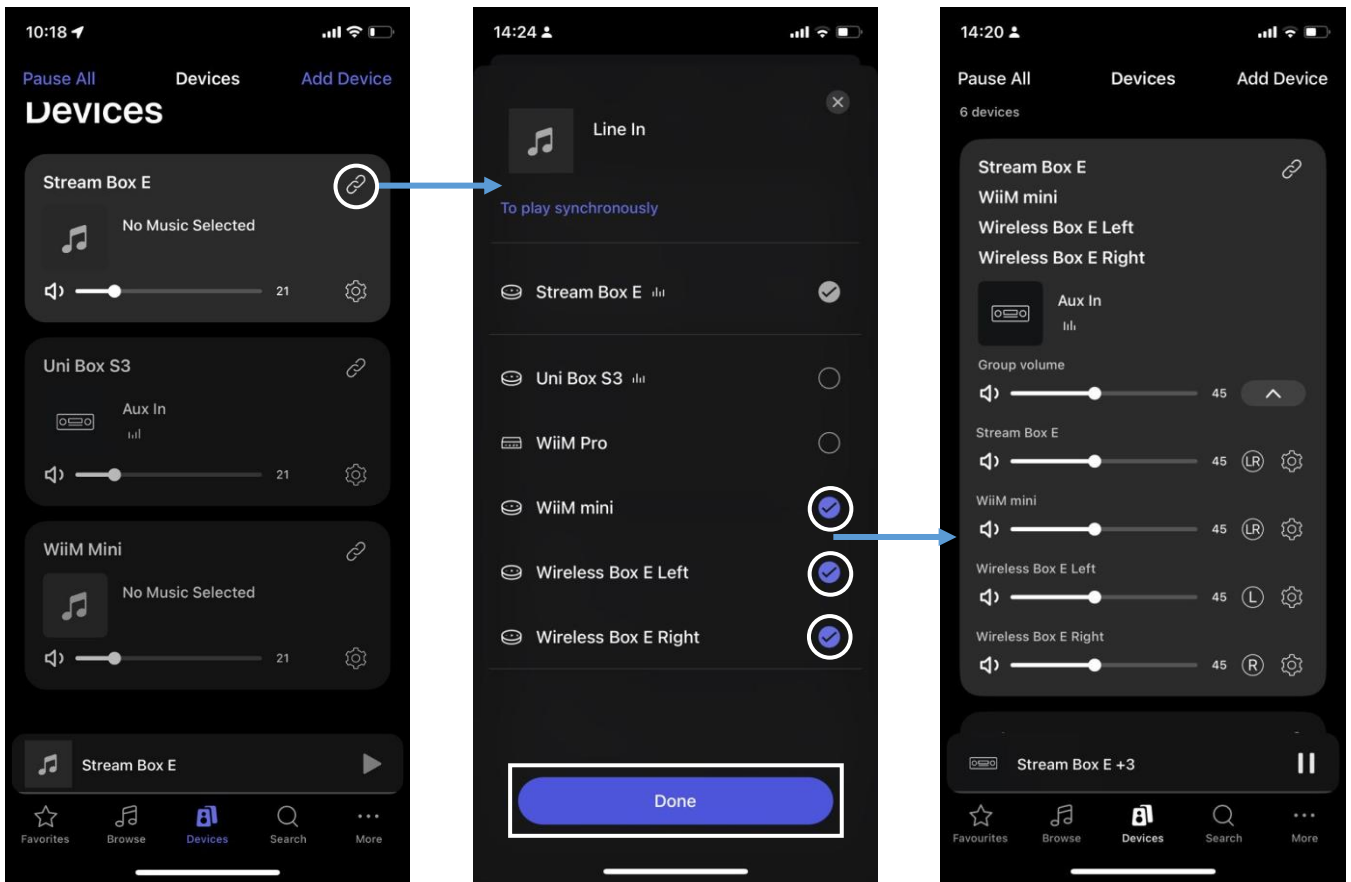 10:18
Pause All Devices Add Device
Devices
Stream Box E
No Music Selected
21
Uni Box S3
Aux In
21
WiiM Mini
No Music Selected
21
Stream Box E
Favorites Browse Devices Search More
14:24
Line In
To play synchronously
Stream Box E
Uni Box S3
WiiM Pro
WiiM mini
Wireless Box E Left
Wireless Box E Right
Done
14:20
Pause All Devices Add Device
6 devices
Stream Box E
WiiM mini
Wireless Box E Left
Wireless Box E Right
Aux In
Group volume
45
Stream Box E
45 LR
WiiM mini
45 LR
Wireless Box E Left
45 L
Wireless Box E Right
45 R
Stream Box E +3
Favourites Browse Devices Search More